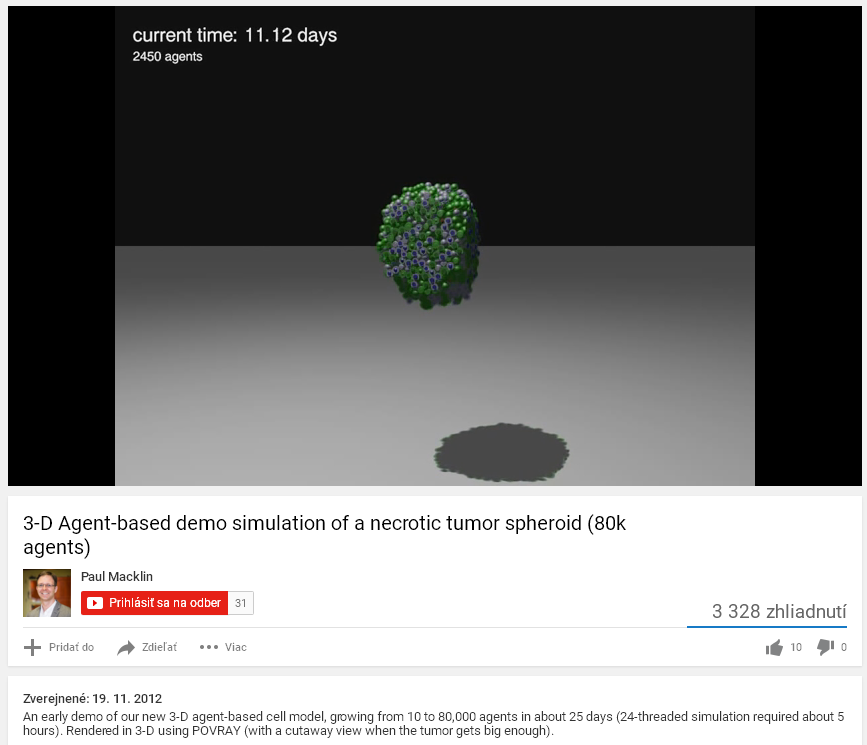 current time: 11.12 days
2450 agents
3-D Agent-based demo simulation of a necrotic tumor spheroid (80k
agents)
Paul Macklin
Prihlásiť sa na odber 31
3 328 zhliadnutí
Pridať do Zdieľať Viac 10 0
Zverejnené: 19. 11. 2012
An early demo of our new 3-D agent-based cell model, growing from 10 to 80,000 agents in about 25 days (24-threaded simulation required about 5
hours). Rendered in 3-D using POVRAY (with a cutaway view when the tumor gets big enough).